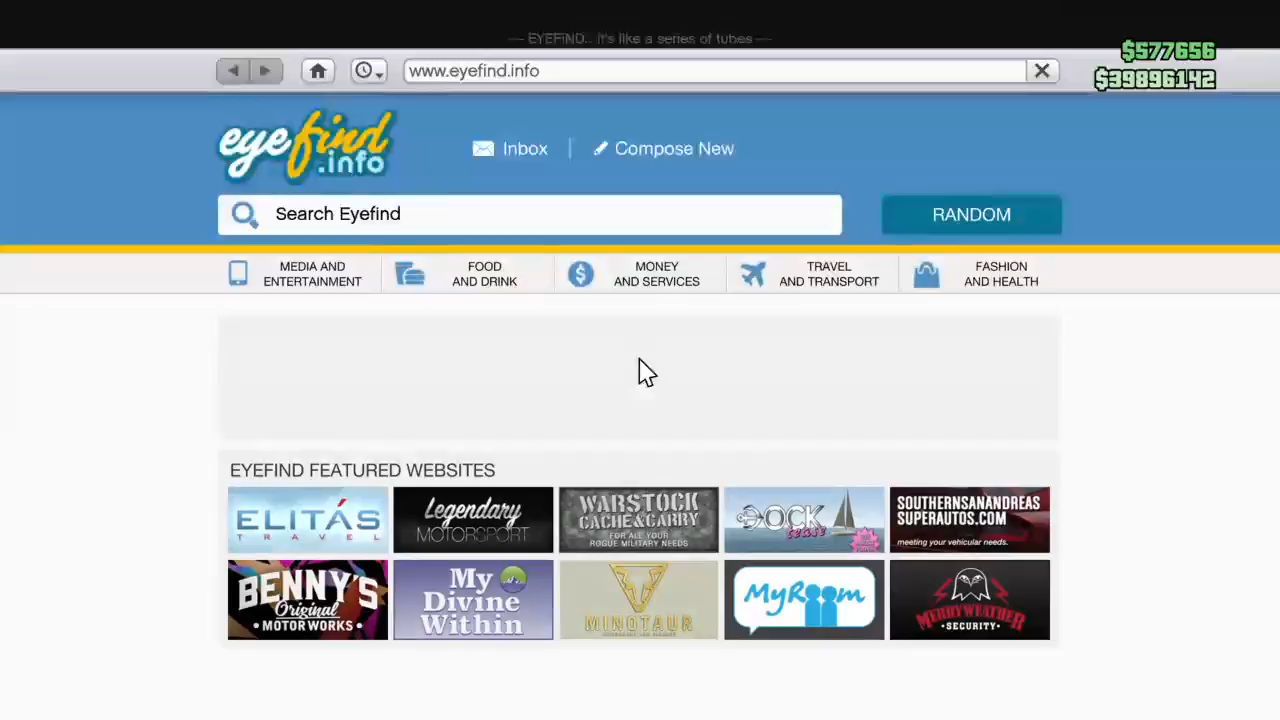 — EYEFIND.. It's like a series of tubes —
$577656
www.eyefind.info
$39896142
eyefind
.info
Inbox
Compose New
Search Eyefind
RANDOM
MEDIA AND
ENTERTAINMENT
FOOD
AND DRINK
MONEY
AND SERVICES
TRAVEL
AND TRANSPORT
FASHION
AND HEALTH
EYEFIND FEATURED WEBSITES
ELITÁS
TRAVEL
Legendary
MOTORSPORT
WARSTOCK
CACHE&CARRY
FOR ALL YOUR
ROGUE MILITARY NEEDS
DOCK
tease
SOUTHERNSANANDREAS
SUPERAUTOS.COM
meeting your vehicular needs.
BENNY'S
Original
• MOTOR WORKS •
My
Divine
Within
MINOTAUR
MyRoom
MERRYWEATHER
•SECURITY•